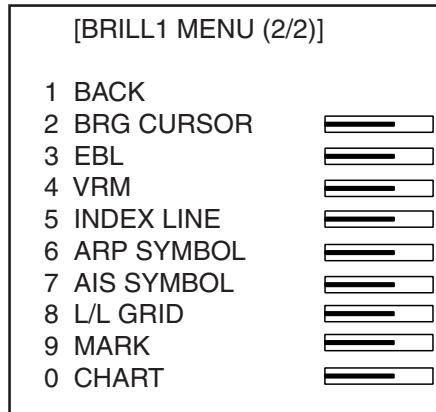 [BRILL1 MENU (2/2)]
1 BACK
2 BRG CURSOR
3 EBL
4 VRM
5 INDEX LINE
6 ARP SYMBOL
7 AIS SYMBOL
8 L/L GRID
9 MARK
0 CHART